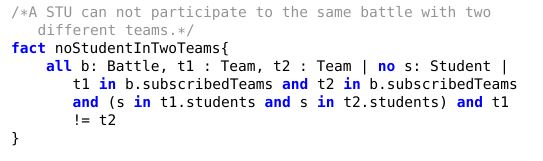 /*A STU can not participate to the same battle with two
different teams.*/
fact noStudentInTwoTeams{
all b: Battle, t1 : Team, t2 : Team | no s: Student |
t1 in b.subscribedTeams and t2 in b.subscribedTeams
and (s in t1.students and s in t2.students) and t1
!= t2
}